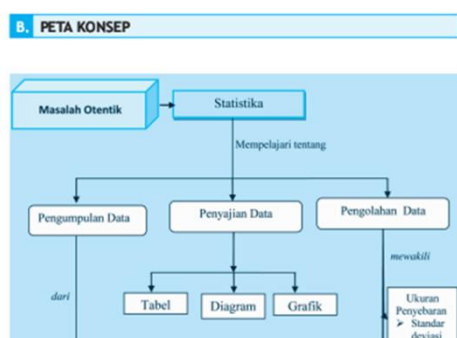 B. PETA KONSEP
Masalah Otentik
Statistika
Mempelajari tentang
Pengumpulan Data
Penyajian Data
Pengolahan Data
mewakili
dari
Tabel
Diagram
Grafik
Ukuran
Penyebaran
➤ Standar
deviasi